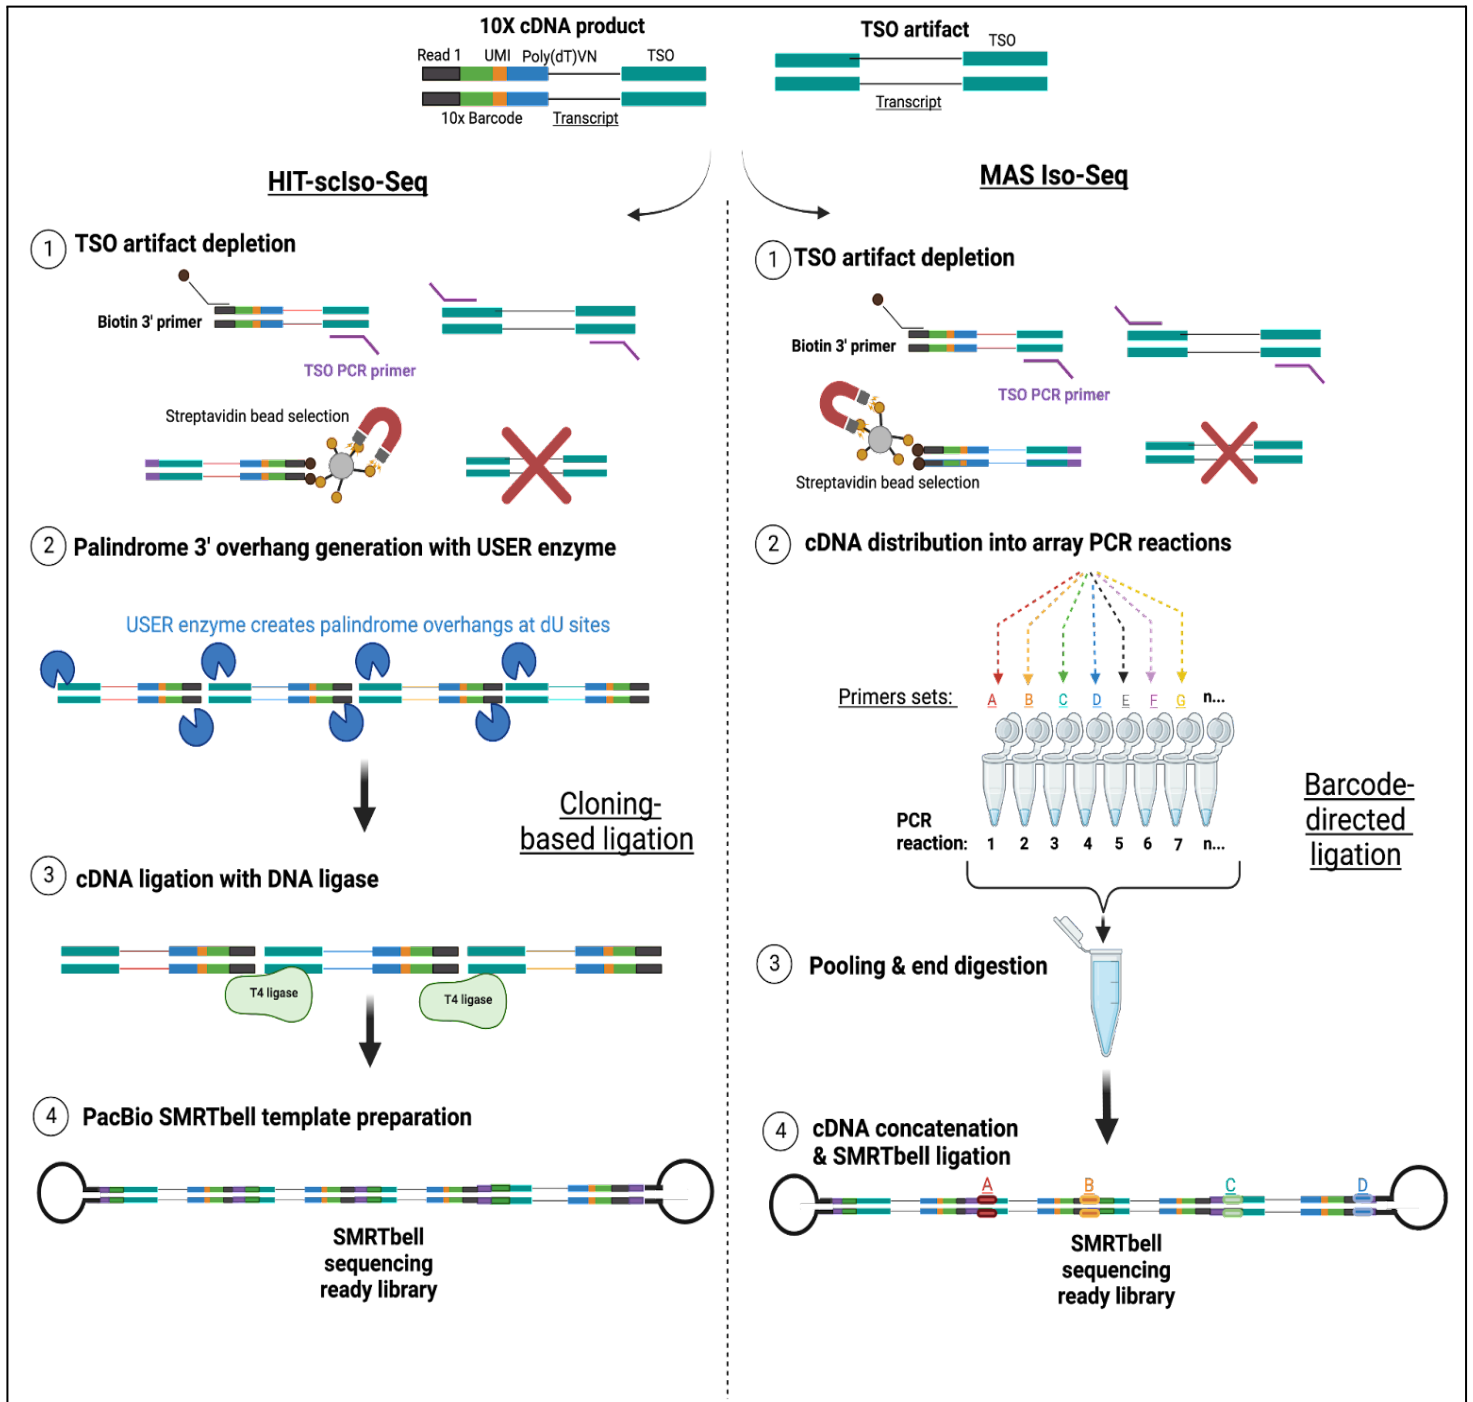 10X cDNA product
TSO artifact
Read 1 UMI Poly(dT)VN TSO
TSO
10x Barcode Transcript
Transcript
HIT-scIso-Seq
1 TSO artifact depletion
Biotin 3' primer
TSO PCR primer
Streptavidin bead selection
2 Palindrome 3' overhang generation with USER enzyme
USER enzyme creates palindrome overhangs at dU sites
Cloning-
based ligation
3 cDNA ligation with DNA ligase
T4 ligase T4 ligase
4 PacBio SMRTbell template preparation
SMRTbell
sequencing
ready library
MAS Iso-Seq
1 TSO artifact depletion
Biotin 3' primer
TSO PCR primer
Streptavidin bead selection
2 cDNA distribution into array PCR reactions
Primers sets: A B C D E F G n...
PCR
reaction: 1 2 3 4 5 6 7 n...
Barcode-
directed
ligation
3 Pooling & end digestion
4 cDNA concatenation
& SMRTbell ligation
A B C D
SMRTbell
sequencing
ready library